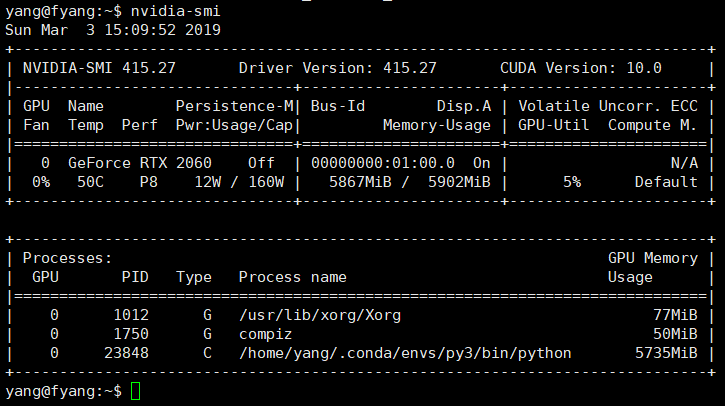 yang@fyang:~$ nvidia-smi
Sun Mar  3 15:09:52 2019
+-----------------------------------------------------------------------------+
| NVIDIA-SMI 415.27       Driver Version: 415.27       CUDA Version: 10.0     |
|-------------------------------+----------------------+----------------------+
| GPU  Name        Persistence-M| Bus-Id        Disp.A | Volatile Uncorr. ECC |
| Fan  Temp  Perf  Pwr:Usage/Cap|         Memory-Usage | GPU-Util  Compute M. |
|===============================+======================+======================|
|   0  GeForce RTX 2060    Off  | 00000000:01:00.0  On |                  N/A |
|  0%   50C    P8    12W / 160W |   5867MiB /  5902MiB |      5%      Default |
+-------------------------------+----------------------+----------------------+

+-----------------------------------------------------------------------------+
| Processes:                                                       GPU Memory |
|  GPU       PID   Type   Process name                             Usage      |
|=============================================================================|
|    0      1012      G   /usr/lib/xorg/Xorg                            77MiB |
|    0      1750      G   compiz                                        50MiB |
|    0     23848      C   /home/yang/.conda/envs/py3/bin/python       5735MiB |
+-----------------------------------------------------------------------------+
yang@fyang:~$